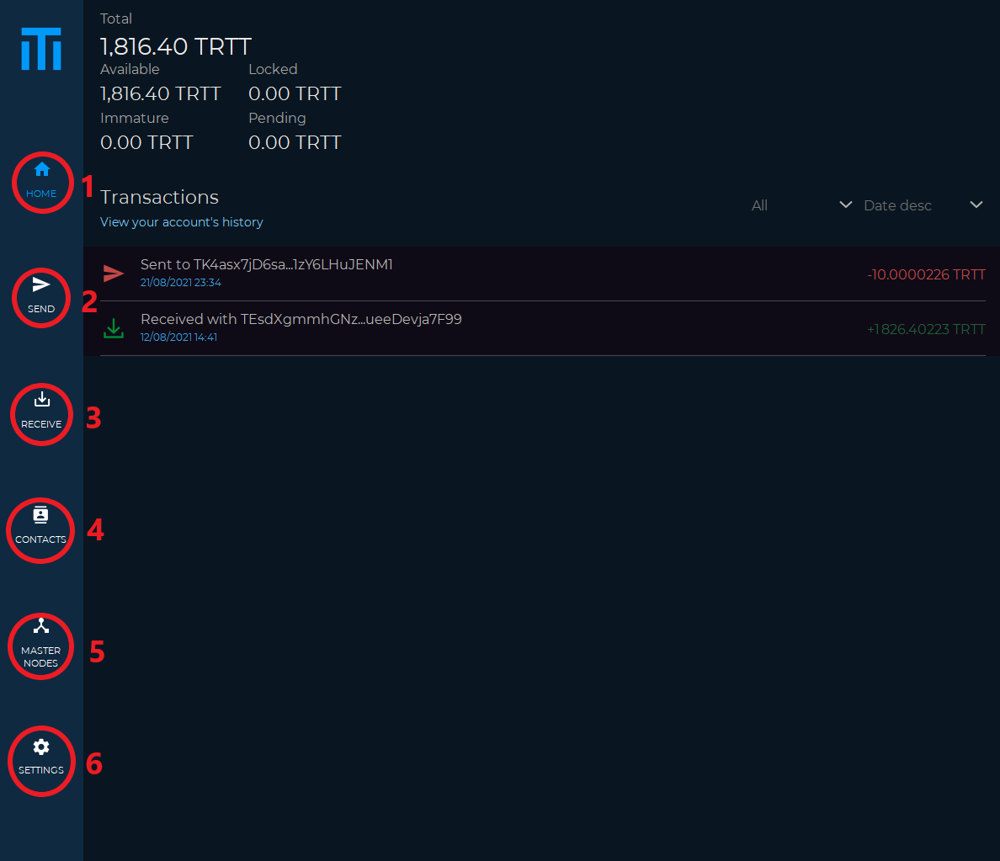 Total
1,816.40 TRTT
Available Locked
1,816.40 TRTT 0.00 TRTT
Immature Pending
0.00 TRTT 0.00 TRTT
HOME 1
Transactions
All Date desc
View your account's history
Sent to TK4asx7jD6sa...1zY6LHuJENM1
21/08/2021 23:34
-10.0000226 TRTT
SEND 2
Received with TEsdXgmmhGNz...ueeDevja7F99
12/08/2021 14:41
+1 826.40223 TRTT
RECEIVE 3
CONTACTS 4
MASTER
NODES 5
SETTINGS 6